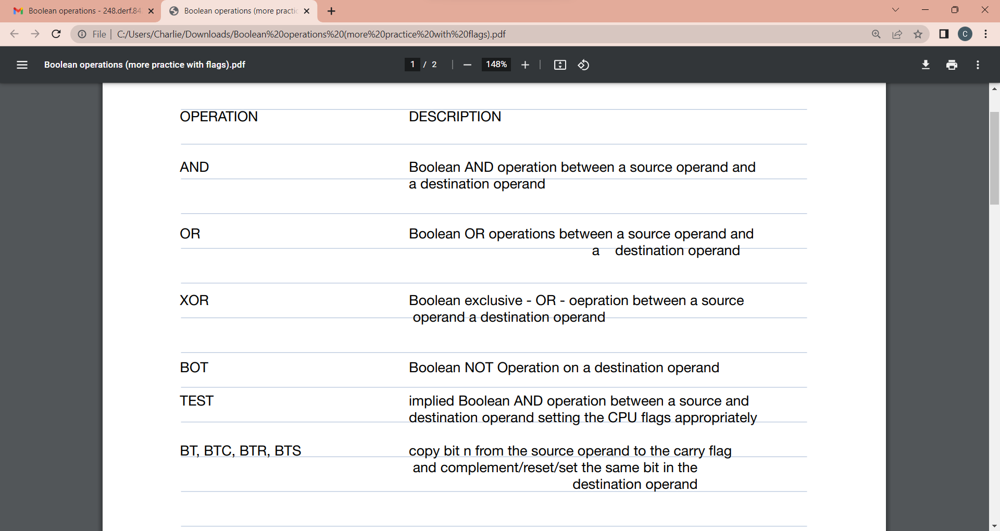 Boolean operations - 248.derf.84
Boolean operations (more practic
File
C:/Users/Charlie/Downloads/Boolean%20operations%20(more%20practice%20with%20flags).pdf
C
Boolean operations (more practice with flags).pdf
1 / 2
148%
OPERATION DESCRIPTION
AND Boolean AND operation between a source operand and
a destination operand
OR Boolean OR operations between a source operand and
a destination operand
XOR Boolean exclusive - OR - oepration between a source
operand a destination operand
BOT Boolean NOT Operation on a destination operand
TEST implied Boolean AND operation between a source and
destination operand setting the CPU flags appropriately
BT, BTC, BTR, BTS copy bit n from the source operand to the carry flag
and complement/reset/set the same bit in the
destination operand